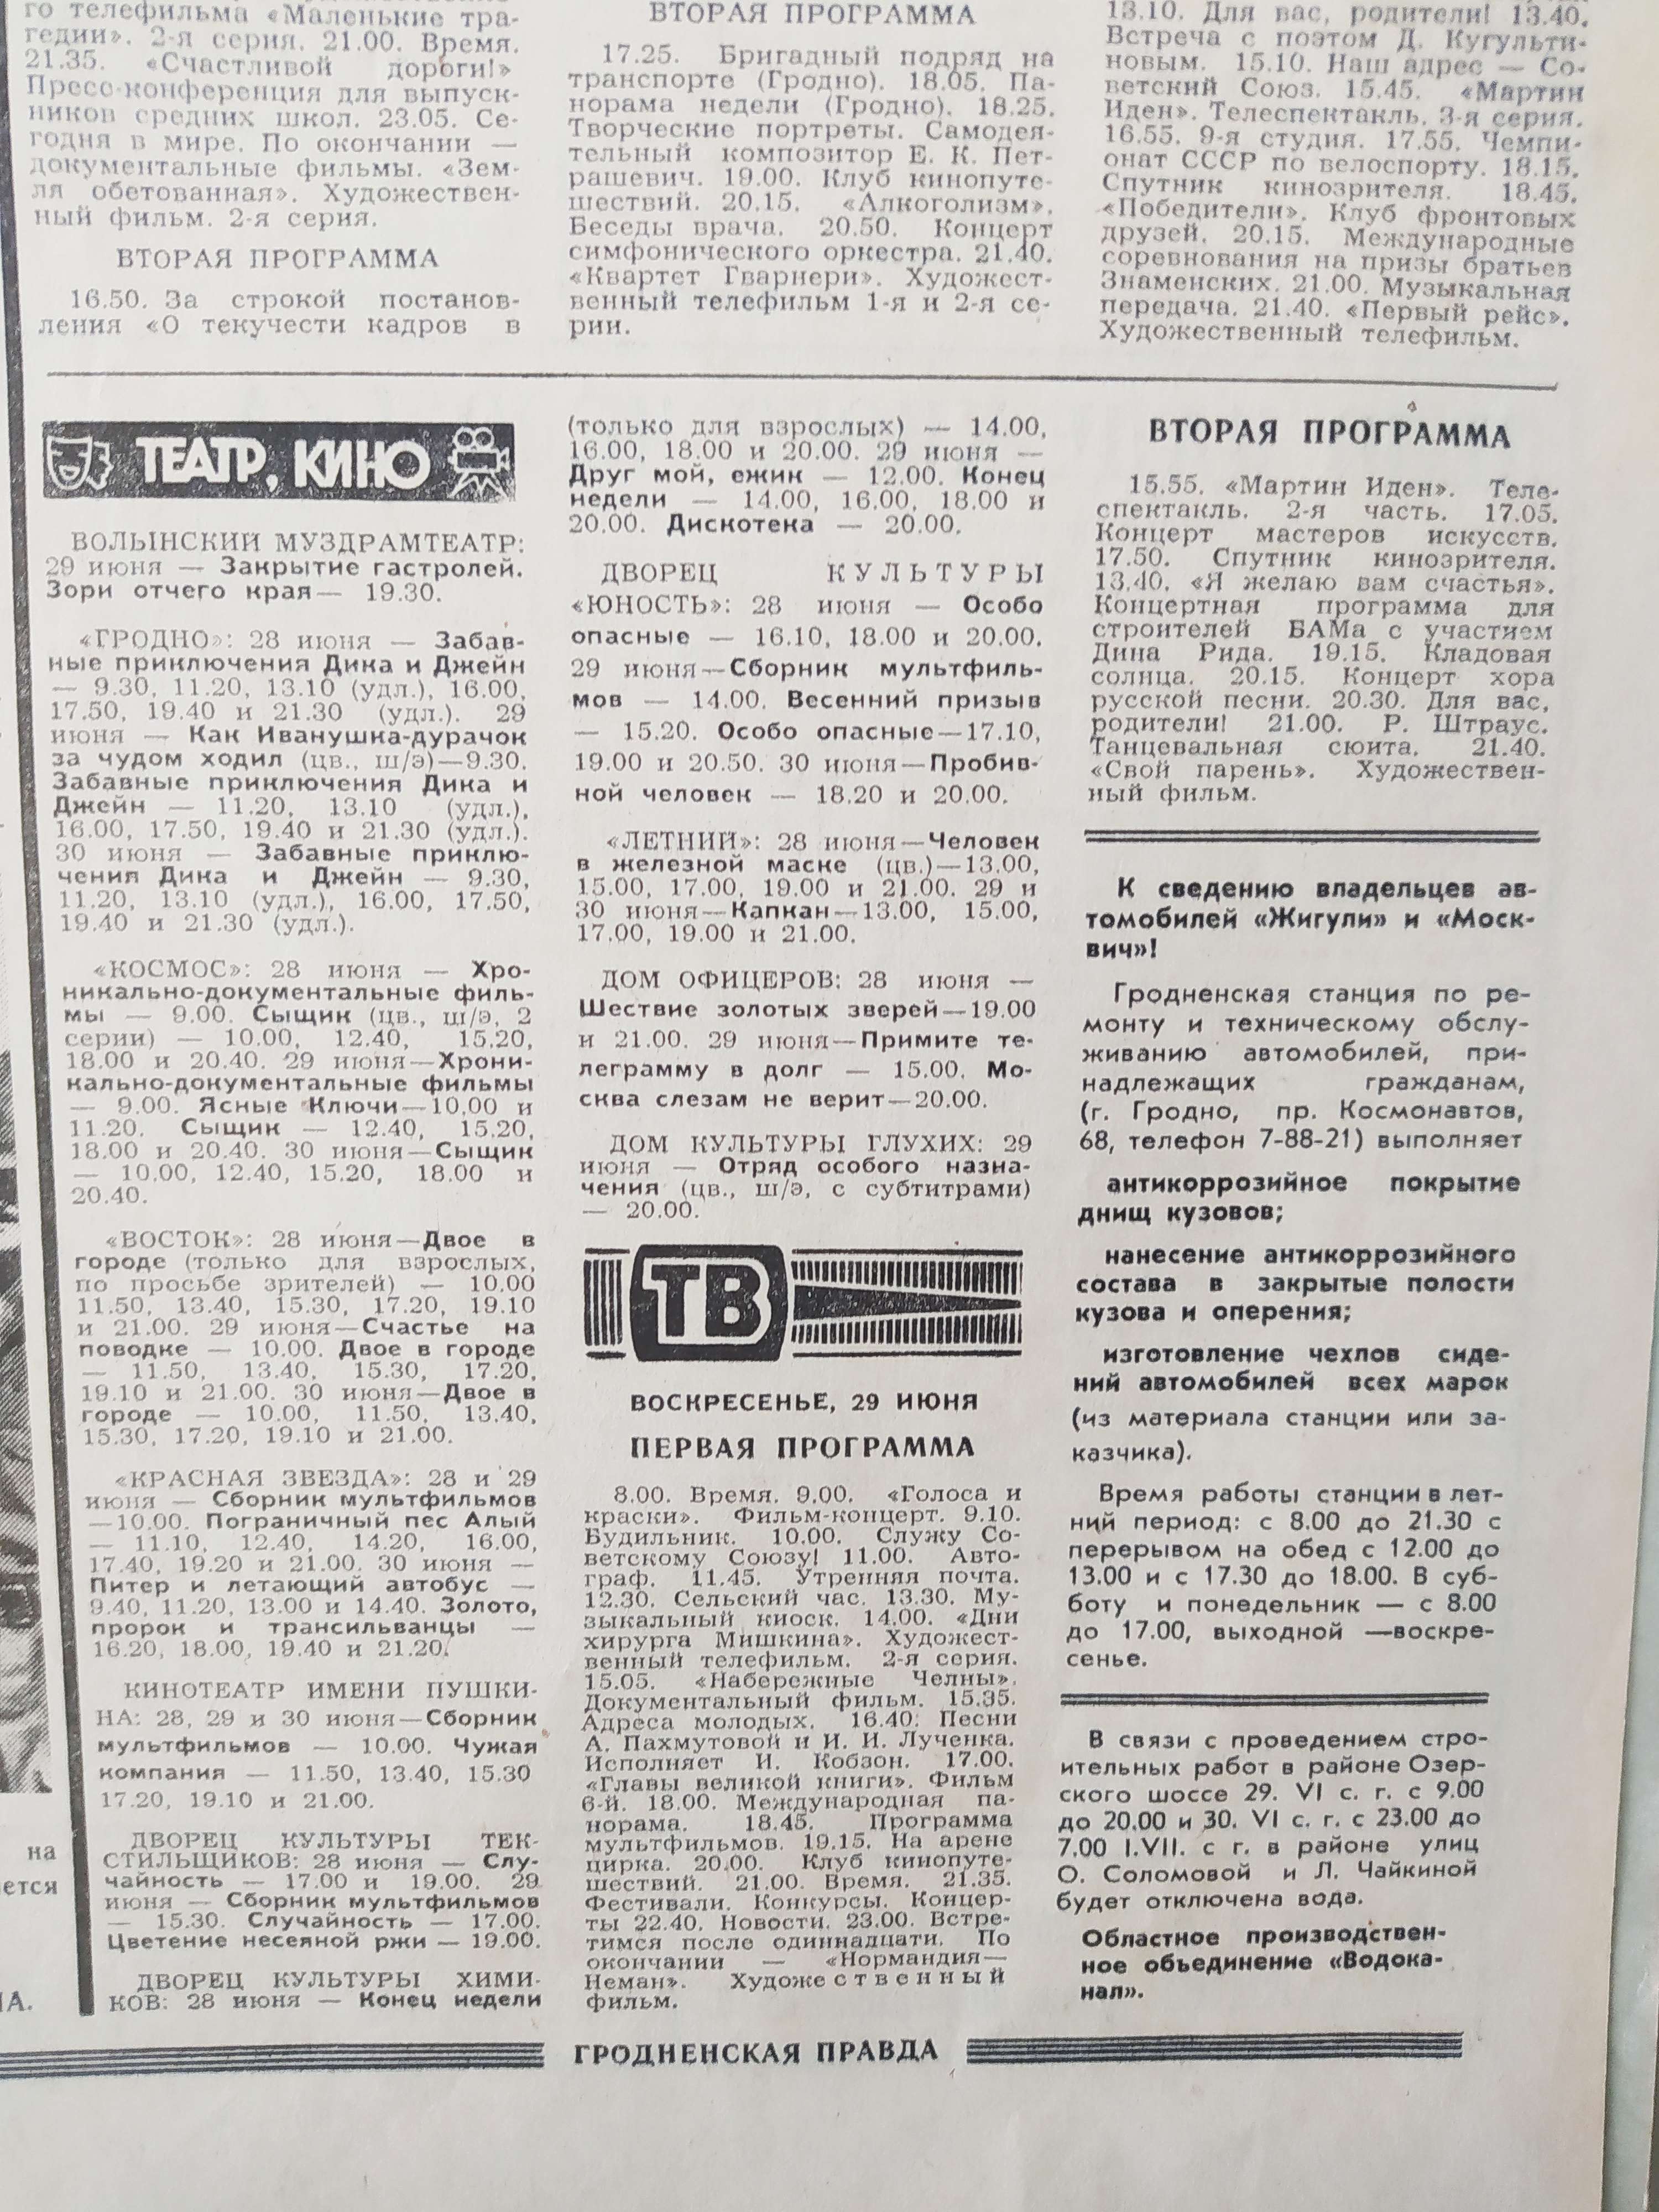 го телефильма «Маленькие тра-
гедии». 2-я серия. 21.00. Время.
21.35. «Счастливой дороги!»
Пресс-конференция для выпуск-
ников средних школ. 23.05. Се-
годня в мире. По окончании —
документальные фильмы. «Зем-
ля обетованная». Художествен-
ный фильм. 2-я серия.
ВТОРАЯ ПРОГРАММА
16.50. За строкой постанов-
ления «О текучести кадров в
ВТОРАЯ ПРОГРАММА
17.25. Бригадный подряд на
транспорте (Гродно). 18.05. Па-
норама недели (Гродно). 18.25.
Творческие портреты. Самодея-
тельный композитор Е. К. Пет-
рашевич. 19.00. Клуб кинопуте-
шествий. 20.15. «Алкоголизм».
Беседы врача. 20.50. Концерт
симфонического оркестра. 21.40.
«Квартет Гварнери». Художест-
венный телефильм 1-я и 2-я се-
рии.
13.10. Для вас, родители! 13.40.
Встреча с поэтом Д. Кугульти-
новым. 15.10. Наш адрес — Со-
ветский Союз. 15.45. «Мартин
Иден». Телеспектакль. 3-я серия.
16.55. 9-я студия. 17.55. Чемпи-
онат СССР по велоспорту. 18.15.
Спутник кинозрителя. 18.45.
«Победители». Клуб фронтовых
друзей. 20.15. Международные
соревнования на призы братьев
Знаменских. 21.00. Музыкальная
передача. 21.40. «Первый рейс».
Художественный телефильм.
ТЕАТР, КИНО
ВОЛЫНСКИЙ МУЗДРАМТЕАТР:
29 июня — Закрытие гастролей.
Зори отчего края— 19.30.
«ГРОДНО»: 28 июня — Забав-
ные приключения Дика и Джейн
— 9.30, 11.20, 13.10 (удл.), 16.00,
17.50, 19.40 и 21.30 (удл.). 29
июня — Как Иванушка-дурачок
за чудом ходил (цв., ш/э)—9.30.
Забавные приключения Дика и
Джейн — 11.20, 13.10 (удл.),
16.00, 17.50, 19.40 и 21.30 (удл.).
30 июня — Забавные приклю-
чения Дика и Джейн — 9.30,
11.20, 13.10 (удл.), 16.00, 17.50,
19.40 и 21.30 (удл.).
«КОСМОС»: 28 июня — Хро-
никально-документальные филь-
мы — 9.00. Сыщик (цв., ш/э, 2
серии) — 10.00, 12.40, 15.20,
18.00 и 20.40. 29 июня—Хрони-
кально-документальные фильмы
— 9.00. Ясные Ключи—10.00 и
11.20. Сыщик — 12.40, 15.20,
18.00 и 20.40. 30 июня—Сыщик
— 10.00, 12.40, 15.20, 18.00 и
20.40.
«ВОСТОК»: 28 июня—Двое в
городе (только для взрослых,
по просьбе зрителей) — 10.00
11.50, 13.40, 15.30, 17.20, 19.10
и 21.00. 29 июня—Счастье на
поводке — 10.00. Двое в городе
— 11.50, 13.40, 15.30, 17.20,
19.10 и 21.00. 30 июня—Двое в
городе — 10.00, 11.50, 13.40,
15.30, 17.20, 19.10 и 21.00.
«КРАСНАЯ ЗВЕЗДА»: 28 и 29
июня — Сборник мультфильмов
—10.00. Пограничный пес Алый
— 11.10, 12.40, 14.20, 16.00,
17.40, 19.20 и 21.00. 30 июня —
Питер и летающий автобус —
9.40, 11.20, 13.00 и 14.40. Золото,
пророк и трансильванцы —
16.20, 18.00, 19.40 и 21.20.
КИНОТЕАТР ИМЕНИ ПУШКИ-
НА: 28, 29 и 30 июня—Сборник
мультфильмов — 10.00. Чужая
компания — 11.50, 13.40, 15.30
17.20, 19.10 и 21.00.
ДВОРЕЦ КУЛЬТУРЫ ТЕК-
СТИЛЬЩИКОВ: 28 июня — Слу-
чайность — 17.00 и 19.00. 29
июня — Сборник мультфильмов
— 15.30. Случайность — 17.00.
Цветение несеяной ржи — 19.00.
ДВОРЕЦ КУЛЬТУРЫ ХИМИ-
КОВ: 28 июня — Конец недели
на
ется
А.
(только для взрослых) — 14.00,
16.00, 18.00 и 20.00. 29 июня —
Друг мой, ежик — 12.00. Конец
недели — 14.00, 16.00, 18.00 и
20.00. Дискотека — 20.00.
ДВОРЕЦ КУЛЬТУРЫ
«ЮНОСТЬ»: 28 июня — Особо
опасные — 16.10, 18.00 и 20.00.
29 июня—Сборник мультфиль-
мов — 14.00. Весенний призыв
— 15.20. Особо опасные—17.10,
19.00 и 20.50. 30 июня—Пробив-
ной человек — 18.20 и 20.00.
«ЛЕТНИЙ»: 28 июня—Человек
в железной маске (цв.)—13.00,
15.00, 17.00, 19.00 и 21.00. 29 и
30 июня—Капкан—13.00, 15.00,
17.00, 19.00 и 21.00.
ДОМ ОФИЦЕРОВ: 28 июня —
Шествие золотых зверей—19.00
и 21.00. 29 июня—Примите те-
леграмму в долг — 15.00. Мо-
сква слезам не верит—20.00.
ДОМ КУЛЬТУРЫ ГЛУХИХ: 29
июня — Отряд особого назна-
чения (цв., ш/э, с субтитрами)
— 20.00.
ТВ
ВОСКРЕСЕНЬЕ, 29 ИЮНЯ
ПЕРВАЯ ПРОГРАММА
8.00. Время. 9.00. «Голоса и
краски». Фильм-концерт. 9.10.
Будильник. 10.00. Служу Со-
ветскому Союзу! 11.00. Авто-
граф. 11.45. Утренняя почта.
12.30. Сельский час. 13.30. Му-
зыкальный киоск. 14.00. «Дни
хирурга Мишкина». Художест-
венный телефильм. 2-я серия.
15.05. «Набережные Челны».
Документальный фильм. 15.35.
Адреса молодых. 16.40. Песни
А. Пахмутовой и И. И. Лученка.
Исполняет И. Кобзон. 17.00.
«Главы великой книги». Фильм
6-й. 18.00. Международная па-
норама. 18.45. Программа
мультфильмов. 19.15. На арене
цирка. 20.00. Клуб кинопуте-
шествий. 21.00. Время. 21.35.
Фестивали. Конкурсы. Концер-
ты 22.40. Новости. 23.00. Встре-
тимся после одиннадцати. По
окончании — «Нормандия—
Неман». Художественный
фильм.
ВТОРАЯ ПРОГРАММА
15.55. «Мартин Иден». Теле-
спектакль. 2-я часть. 17.05.
Концерт мастеров искусств.
17.50. Спутник кинозрителя.
13.40. «Я желаю вам счастья».
Концертная программа для
строителей БАМа с участием
Дина Рида. 19.15. Кладовая
солнца. 20.15. Концерт хора
русской песни. 20.30. Для вас,
родители! 21.00. Р. Штраус.
Танцевальная сюита. 21.40.
«Свой парень». Художествен-
ный фильм.
К сведению владельцев ав-
томобилей «Жигули» и «Моск-
вич»!
Гродненская станция по ре-
монту и техническому обслу-
живанию автомобилей, при-
надлежащих гражданам,
(г. Гродно, пр. Космонавтов,
68, телефон 7-88-21) выполняет
антикоррозийное покрытие
днищ кузовов;
нанесение антикоррозийного
состава в закрытые полости
кузова и оперения;
изготовление чехлов сиде-
ний автомобилей всех марок
(из материала станции или за-
казчика).
Время работы станции в лет-
ний период: с 8.00 до 21.30 с
перерывом на обед с 12.00 до
13.00 и с 17.30 до 18.00. В суб-
боту и понедельник — с 8.00
до 17.00, выходной —воскре-
сенье.
В связи с проведением стро-
ительных работ в районе Озер-
ского шоссе 29. VI с. г. с 9.00
до 20.00 и 30. VI с. г. с 23.00 до
7.00 I.VII. с г. в районе улиц
О. Соломовой и Л. Чайкиной
будет отключена вода.
Областное производствен-
ное объединение «Водока-
нал».
ГРОДНЕНСКАЯ ПРАВДА